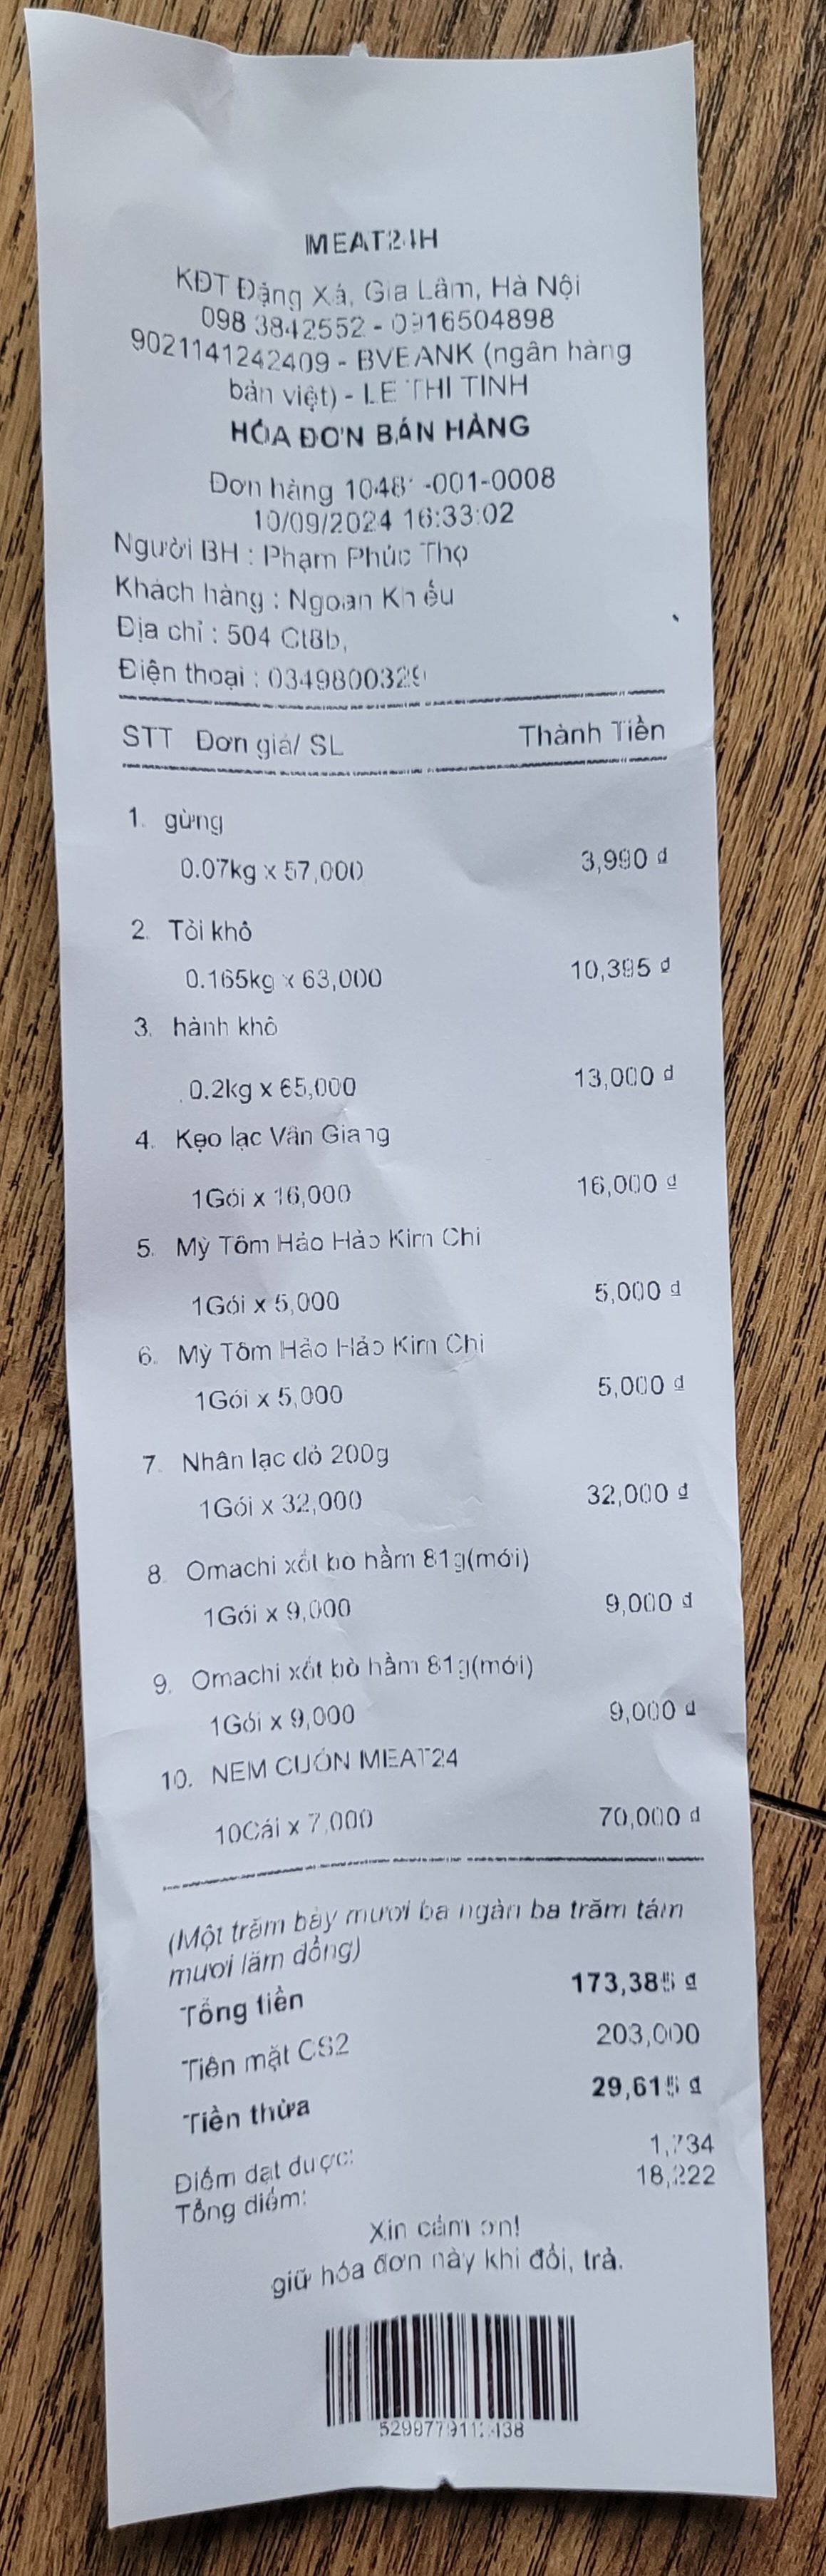 MEAT24H
KĐT Đặng Xá, Gia Lâm, Hà Nội
098 3842552 - 0916504898
9021141242409 - BVBANK (ngân hàng
bản việt) - LE THI TINH
HÓA ĐƠN BÁN HÀNG
Đơn hàng -001-0008
10/09/2024 16:33:02
Người BH : Phạm Phúc Thọ
Khách hàng : Ngoan Khểu
Địa chỉ : 504 Ct8b,
Điện thoại : 0349800329
STT Đơn giá/ SL Thành Tiền
1. gừng
0.07kg x 57,000 3,990 đ
2. Tỏi khô
0.165kg x 63,000 10,395 đ
3. hành khô
0.2kg x 65,000 13,000 đ
4. Kẹo lạc Vân Giang
1Gói x 16,000 16,000 đ
5. Mỳ Tôm Hảo Hảo Kim Chi
1Gói x 5,000 5,000 đ
6. Mỳ Tôm Hảo Hảo Kim Chi
1Gói x 5,000 5,000 đ
7. Nhân lạc đỏ 200g
1Gói x 32,000 32,000 đ
8. Omachi xốt bò hầm 81g(mới)
1Gói x 9,000 9,000 đ
9. Omachi xốt bò hầm 81g(mới)
1Gói x 9,000 9,000 đ
10. NEM CUỐN MEAT24
10Cái x 7,000 70,000 đ
(Một trăm bảy mươi ba ngàn ba trăm tám
mươi lăm đồng)
Tổng tiền 173,385 đ
Tiền mặt CS2 203,000
Tiền thừa 29,615 đ
Điểm đạt được: 1,734
Tổng điểm: 18,222
Xin cảm ơn!
giữ hóa đơn này khi đổi, trả.